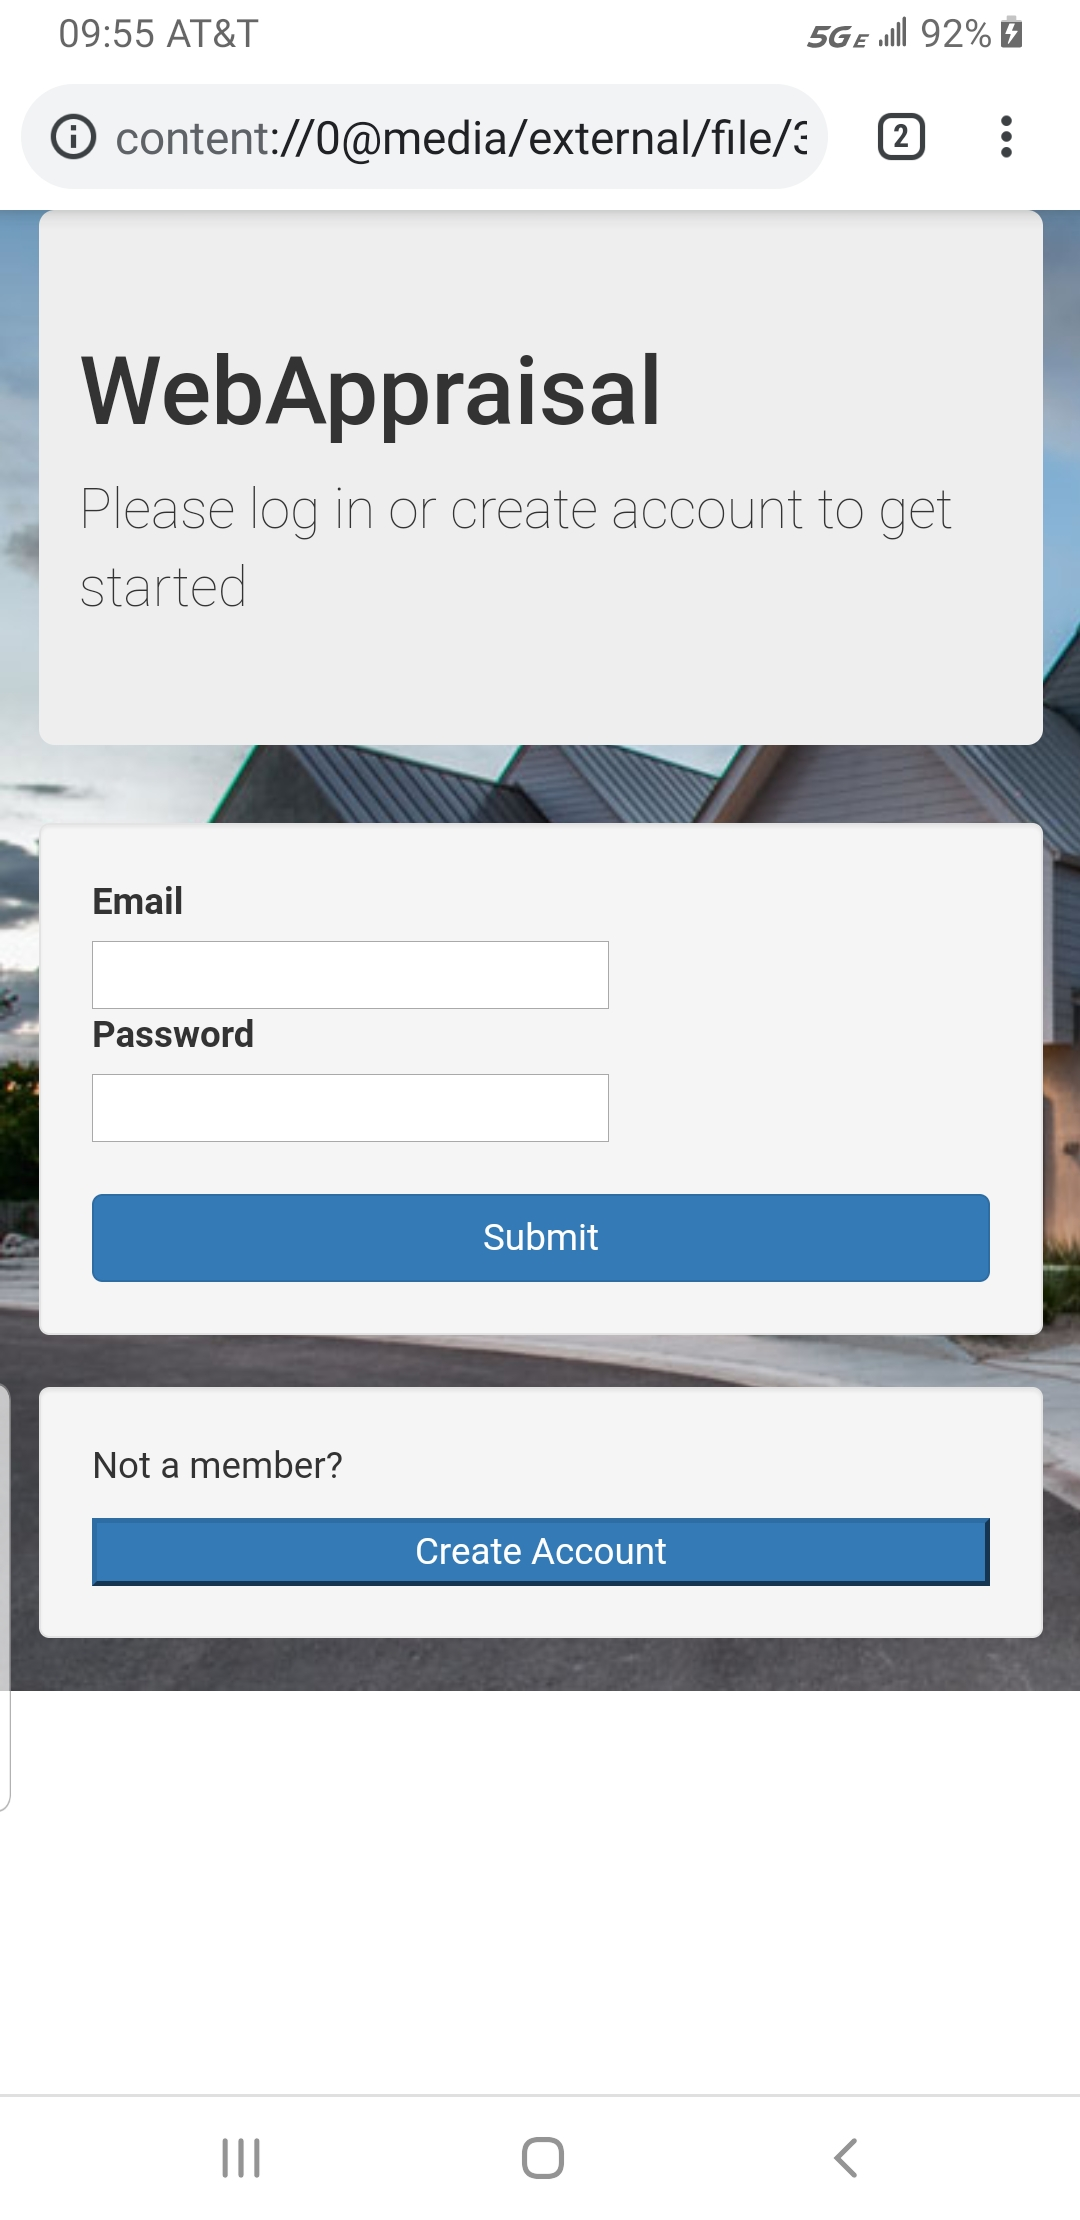 09:55 AT&T
5G E 92%
content://0@media/external/file/3
2
WebAppraisal
Please log in or create account to get
started
Email
Password
Submit
Not a member?
Create Account